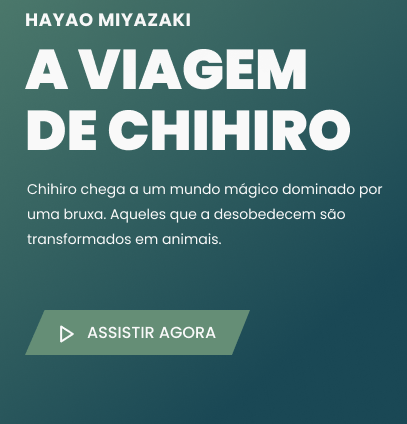 HAYAO MIYAZAKI
A VIAGEM
DE CHIHIRO
Chihiro chega a um mundo mágico dominado por
uma bruxa. Aqueles que a desobedecem são
transformados em animais.
ASSISTIR AGORA